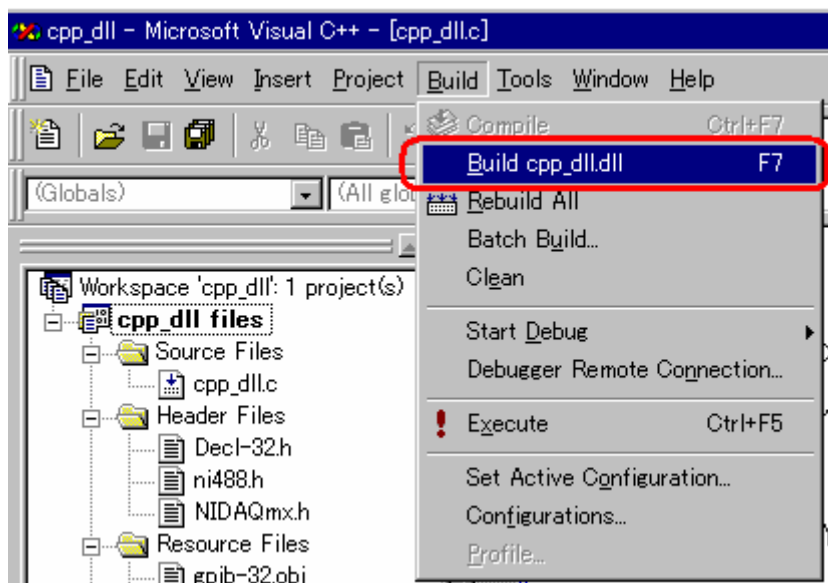 cpp_dll - Microsoft Visual C++ - [cpp_dll.c]
File Edit View Insert Project Build Tools Window Help
Compile Ctrl+F7
Build cpp_dll.dll F7
(Globals) (All
Rebuild All
Batch Build...
Clean
Start Debug
Debugger Remote Connection...
Execute Ctrl+F5
Set Active Configuration...
Configurations...
Profile...
Workspace 'cpp_dll': 1 project(s)
cpp_dll files
Source Files
cpp_dll.c
Header Files
Decl-32.h
ni488.h
NIDAQmx.h
Resource Files
gpib-32.obj